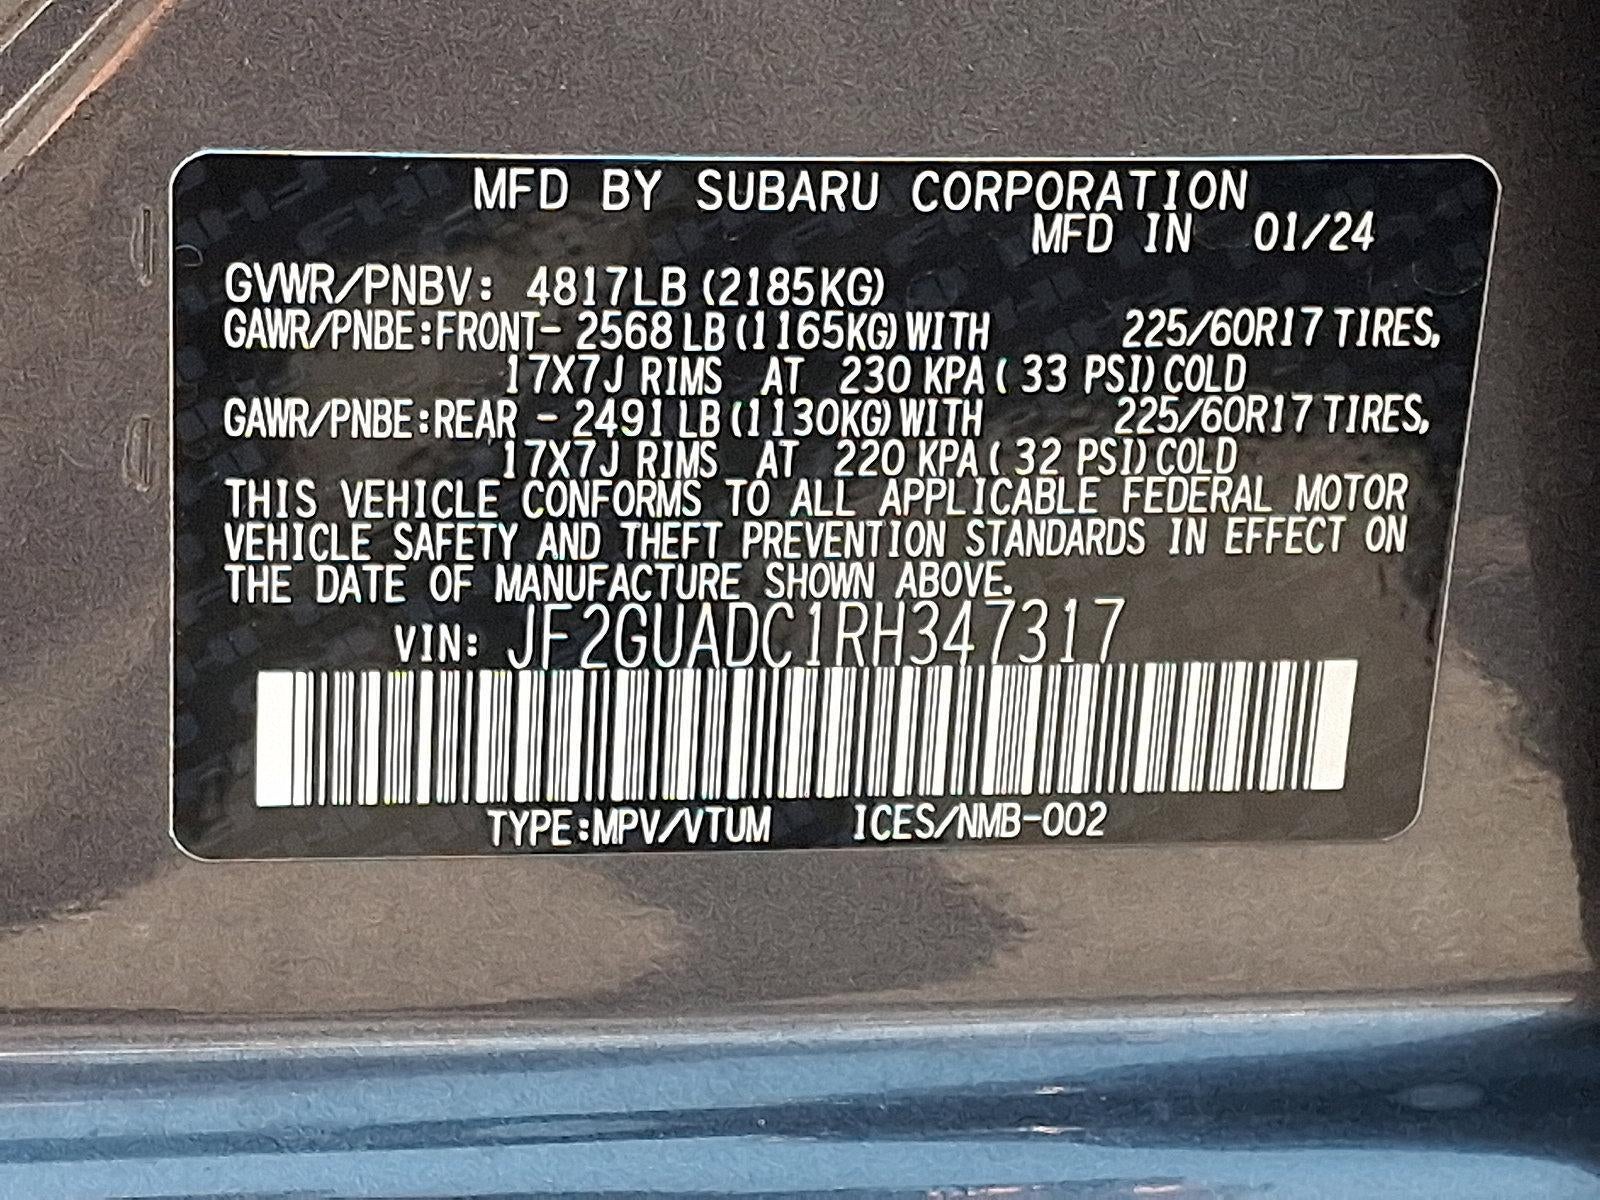 MFD BY SUBARU CORPORATION
MFD IN 01/24
GVWR/PNBV: 4817LB (2185KG)
GAWR/PNBE:FRONT- 2568 LB (1165KG) WITH 225/60R17 TIRES,
17X7J RIMS AT 230 KPA ( 33 PSI) COLD
GAWR/PNBE:REAR - 2491 LB (1130KG) WITH 225/60R17 TIRES,
17X7J RIMS AT 220 KPA ( 32 PSI) COLD
THIS VEHICLE CONFORMS TO ALL APPLICABLE FEDERAL MOTOR
VEHICLE SAFETY AND THEFT PREVENTION STANDARDS IN EFFECT ON
THE DATE OF MANUFACTURE SHOWN ABOVE.
VIN: JF2GUADC1RH347317
TYPE:MPV/VTUM ICES/NMB-002